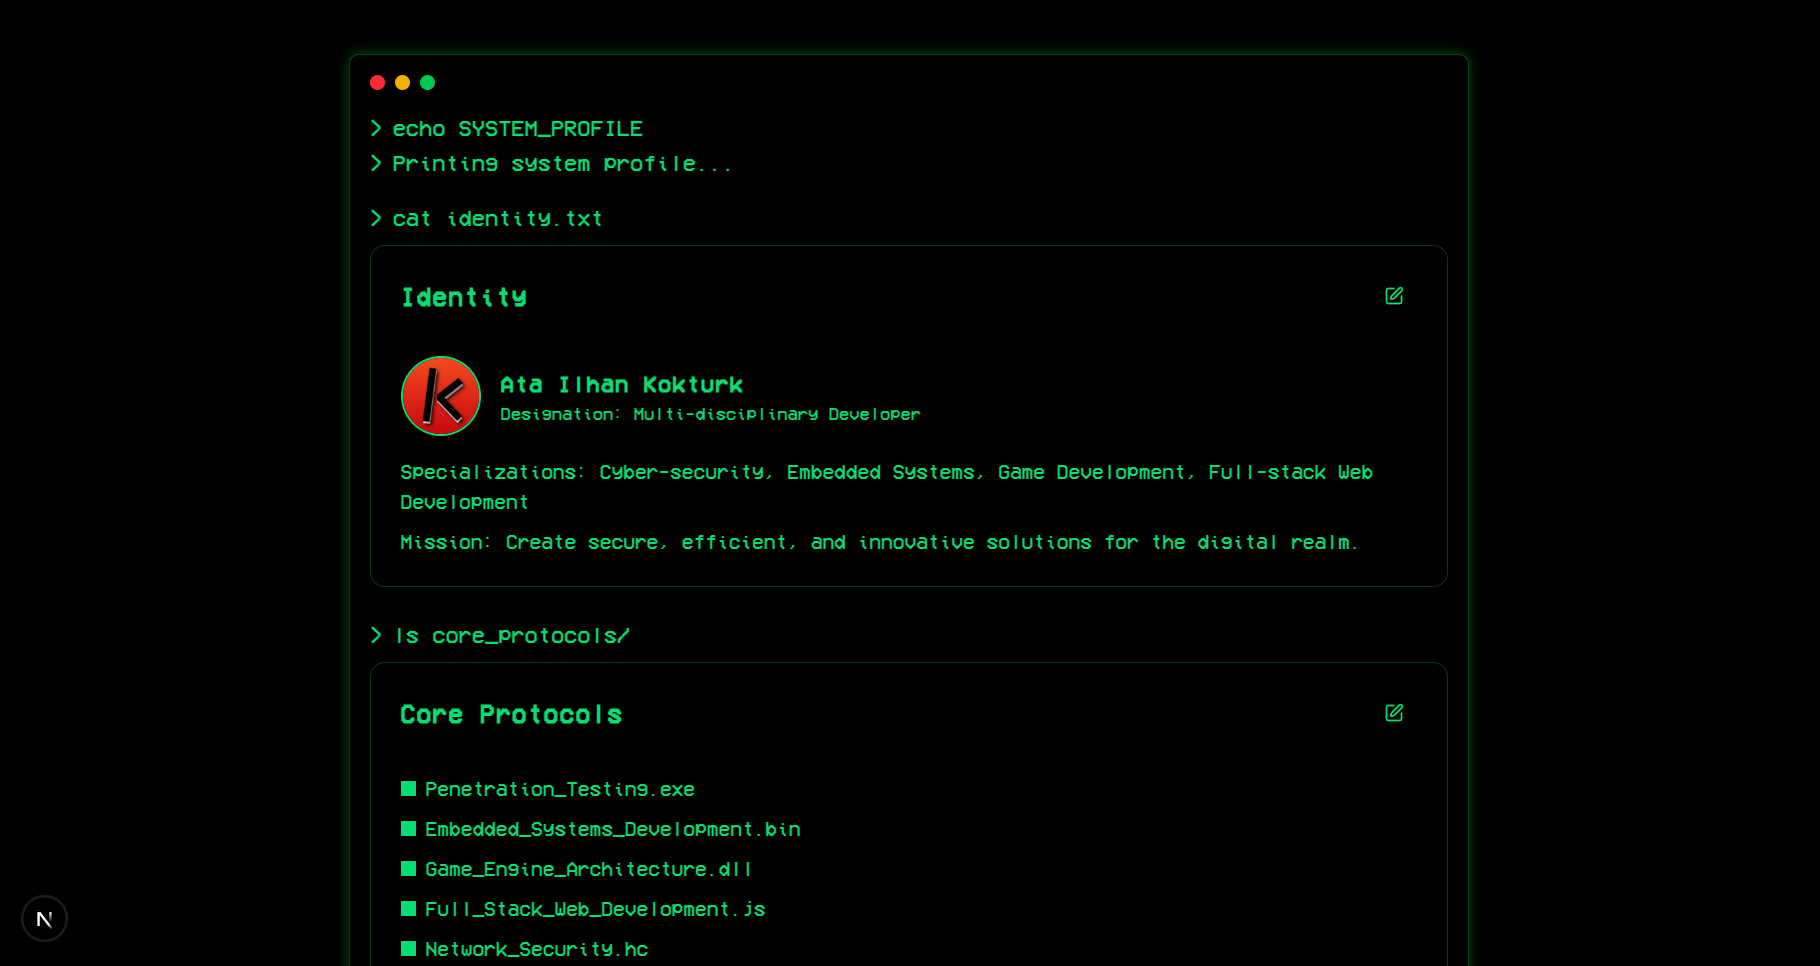 > echo SYSTEM_PROFILE
> Printing system profile...
> cat identity.txt
Identity
k
Ata Ilhan Kokturk
Designation: Multi-disciplinary Developer
Specializations: Cyber-security, Embedded Systems, Game Development, Full-stack Web
Development
Mission: Create secure, efficient, and innovative solutions for the digital realm.
> ls core_protocols/
Core Protocols
Penetration_Testing.exe
Embedded_Systems_Development.bin
Game_Engine_Architecture.dll
Full_Stack_Web_Development.js
Network_Security.hc
N